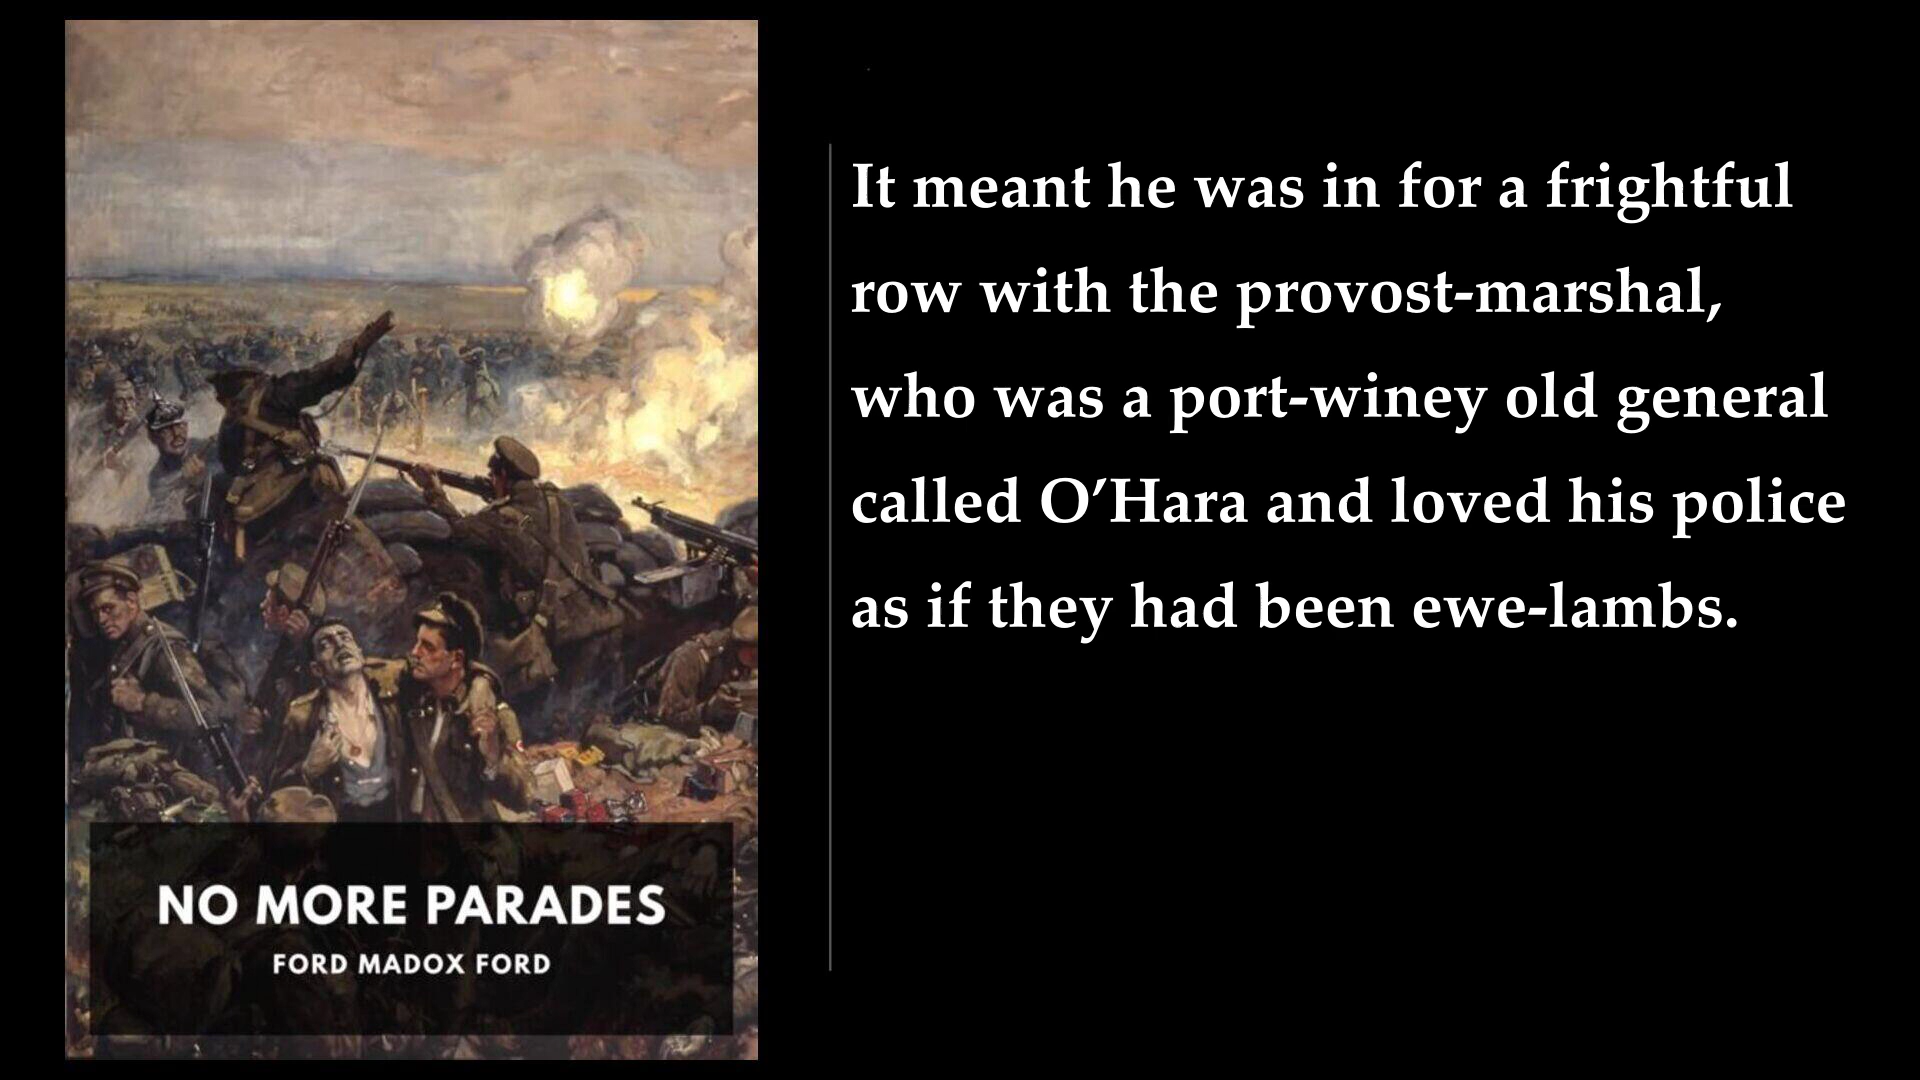 It meant he was in for a frightful
row with the provost-marshal,
who was a port-winey old general
called O’Hara and loved his police
as if they had been ewe-lambs.
NO MORE PARADES
FORD MADOX FORD